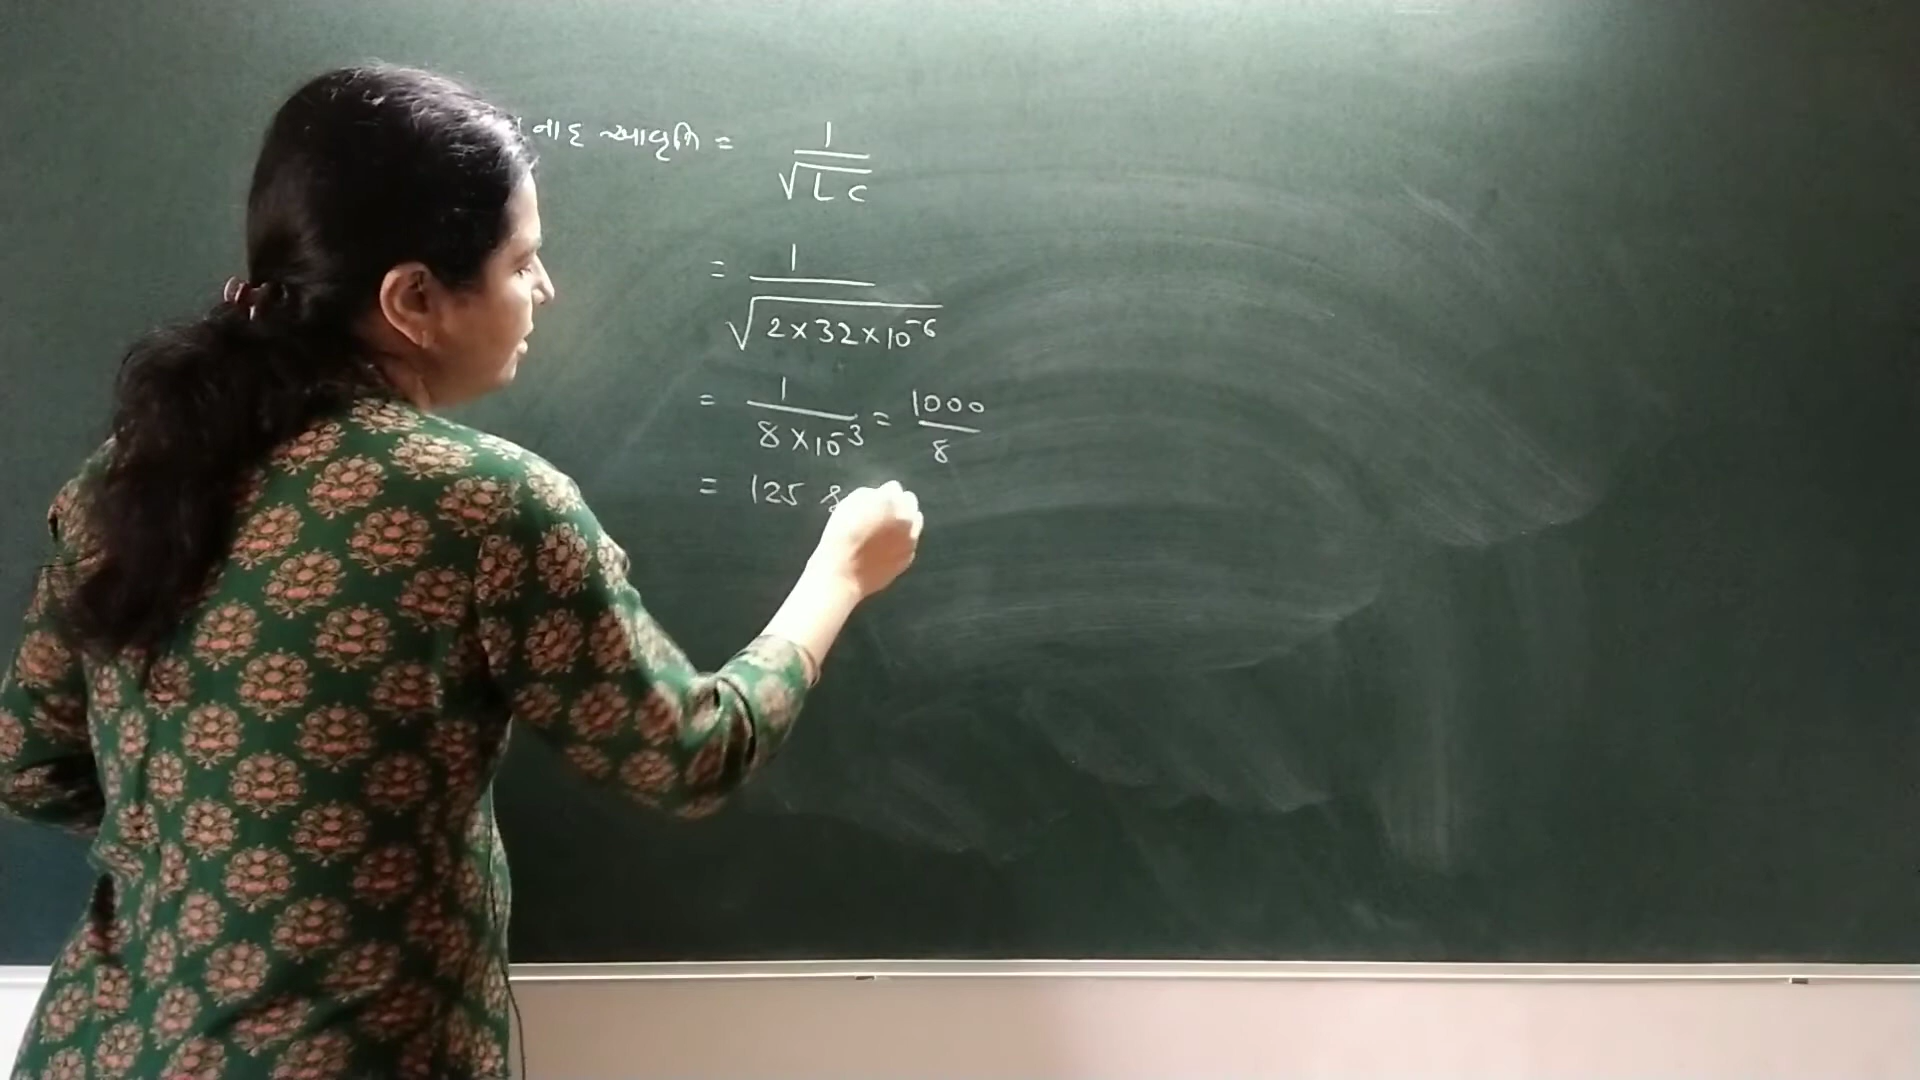 નાદ આવૃત્તિ = 1/√LC
= 1/√2×32×10⁻⁶
= 1/8×10⁻³ = 1000/8
= 125